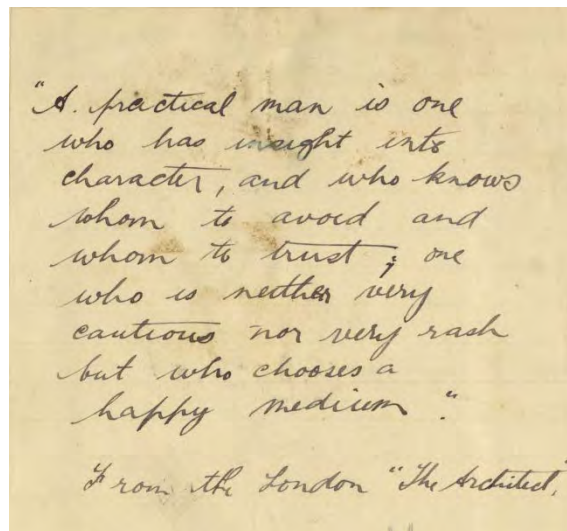 "A. practical man is one
who has insight into
character, and who knows
whom to avoid and
whom to trust; one
who is neither very
cautious nor very rash
but who chooses a
happy medium."
From the London "The Architect,